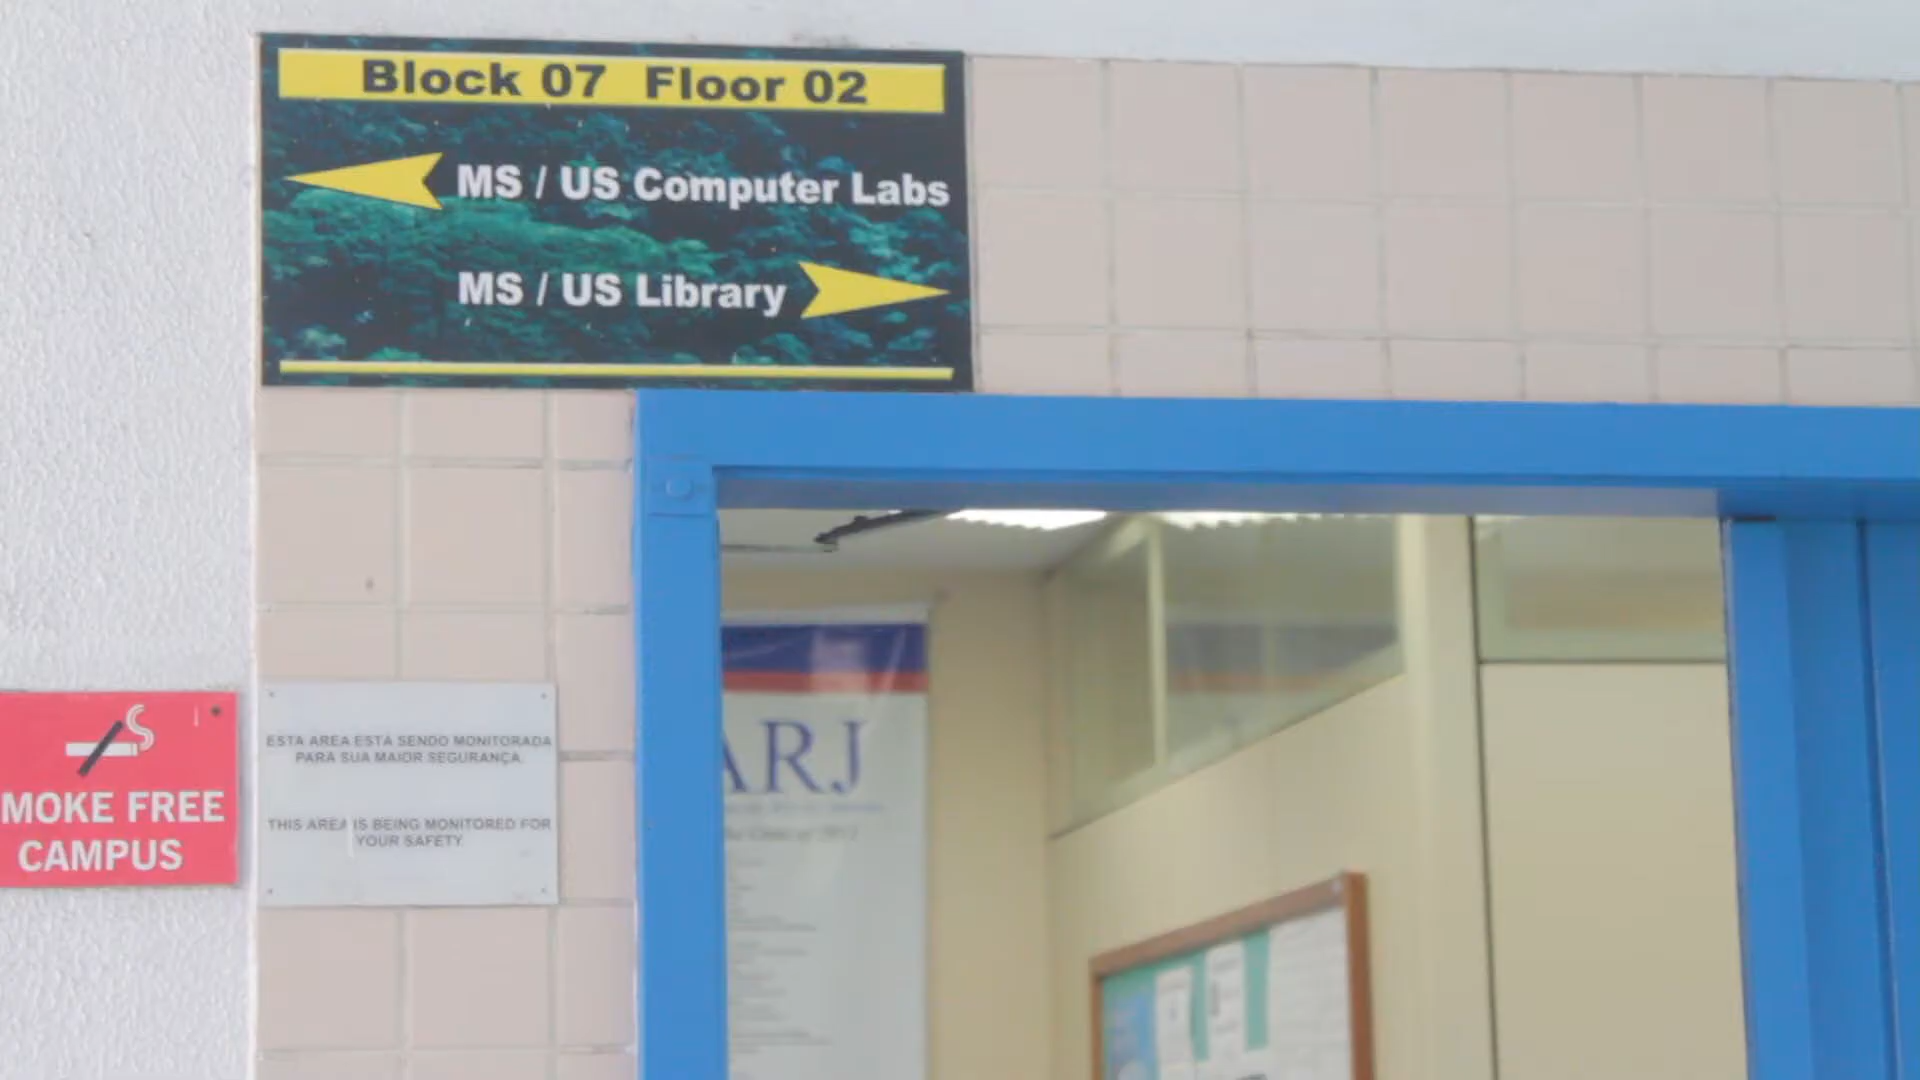 Block 07 Floor 02
MS / US Computer Labs
MS / US Library
MOKE FREE
CAMPUS
ESTA AREA ESTÁ SENDO MONITORADA
PARA SUA MAIOR SEGURANÇA.
THIS AREA IS BEING MONITORED FOR
YOUR SAFETY.
ARJ